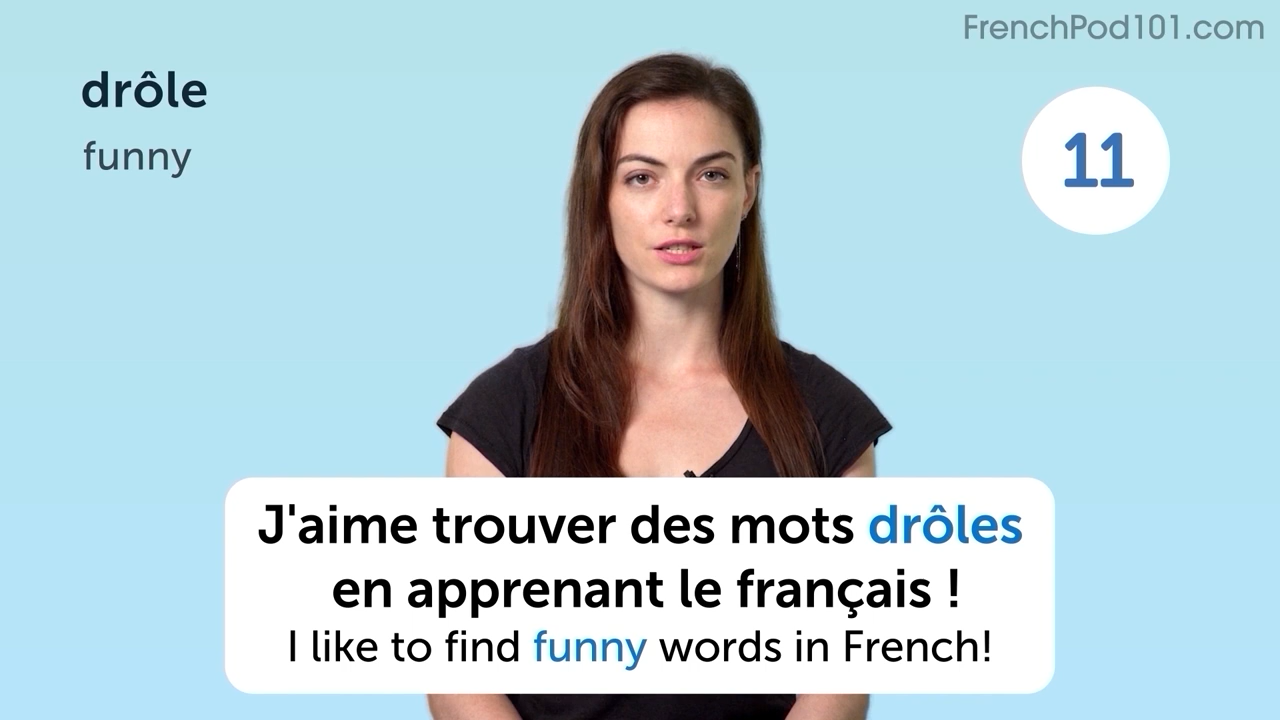 FrenchPod101.com
drôle
funny
11
J'aime trouver des mots drôles
en apprenant le français !
I like to find funny words in French!